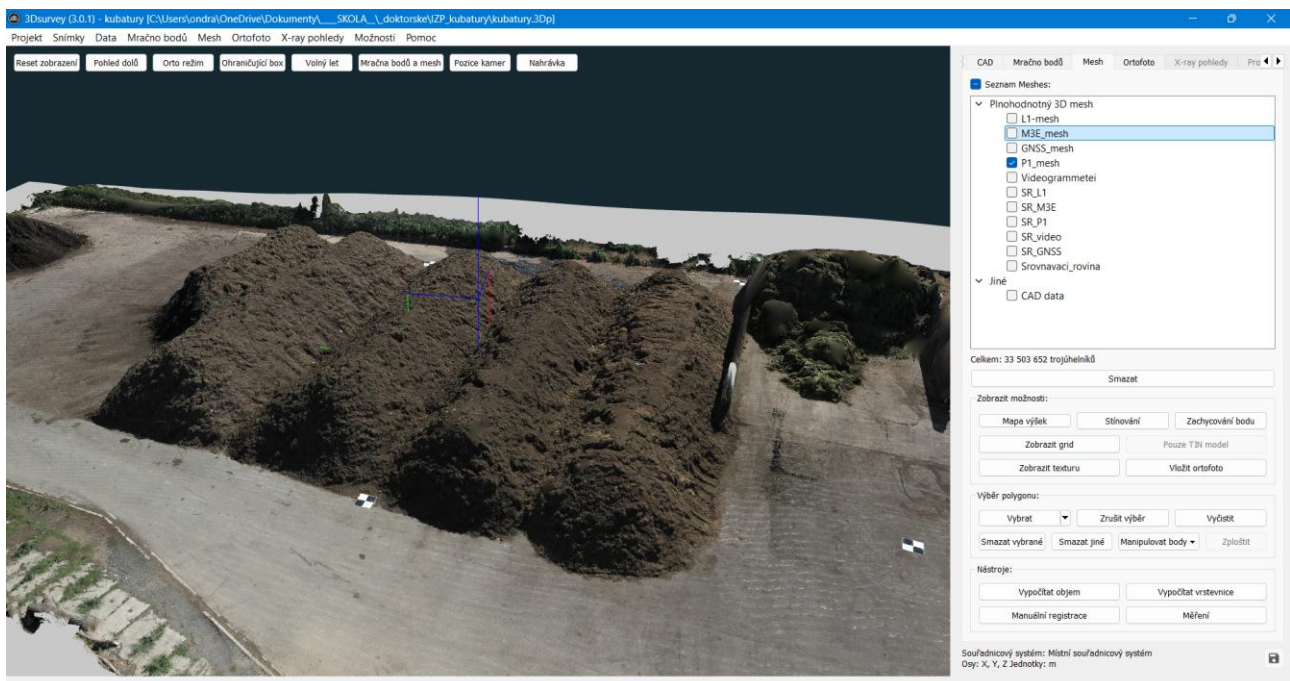 3Dsurvey (3.0.1) - kubatury [C:\Users\ondra\OneDrive\Dokumenty\___SKOLA__\_doktorske\IZP_kubatury\kubatury.3Dp]
Projekt Snímky Data Mračno bodů Mesh Ortofoto X-ray pohledy Možnosti Pomoc
Reset zobrazení Pohled dolů Orto režim Ohraničující box Volný let Mračna bodů a mesh Pozice kamer Nahrávka
CAD Mračno bodů Mesh Ortofoto X-ray pohledy Pro
Seznam Meshes:
Plnohodnotný 3D mesh
L1-mesh
M3E_mesh
GNSS_mesh
P1_mesh
Videogrammetei
SR_L1
SR_M3E
SR_P1
SR_video
SR_GNSS
Srovnavaci_rovina
Jiné
CAD data
Celkem: 33 503 652 trojúhelníků
Smazat
Zobrazit možnosti:
Mapa výšek Stínování Zachycování bodu
Zobrazit grid Pouze TIN model
Zobrazit texturu Vložit ortofoto
Výběr polygonu:
Vybrat Zrušit výběr Vyčistit
Smazat vybrané Smazat jiné Manipulovat body Zploštit
Nástroje:
Vypočítat objem Vypočítat vrstevnice
Manuální registrace Měření
Souřadnicový systém: Místní souřadnicový systém
Osy: X, Y, Z Jednotky: m